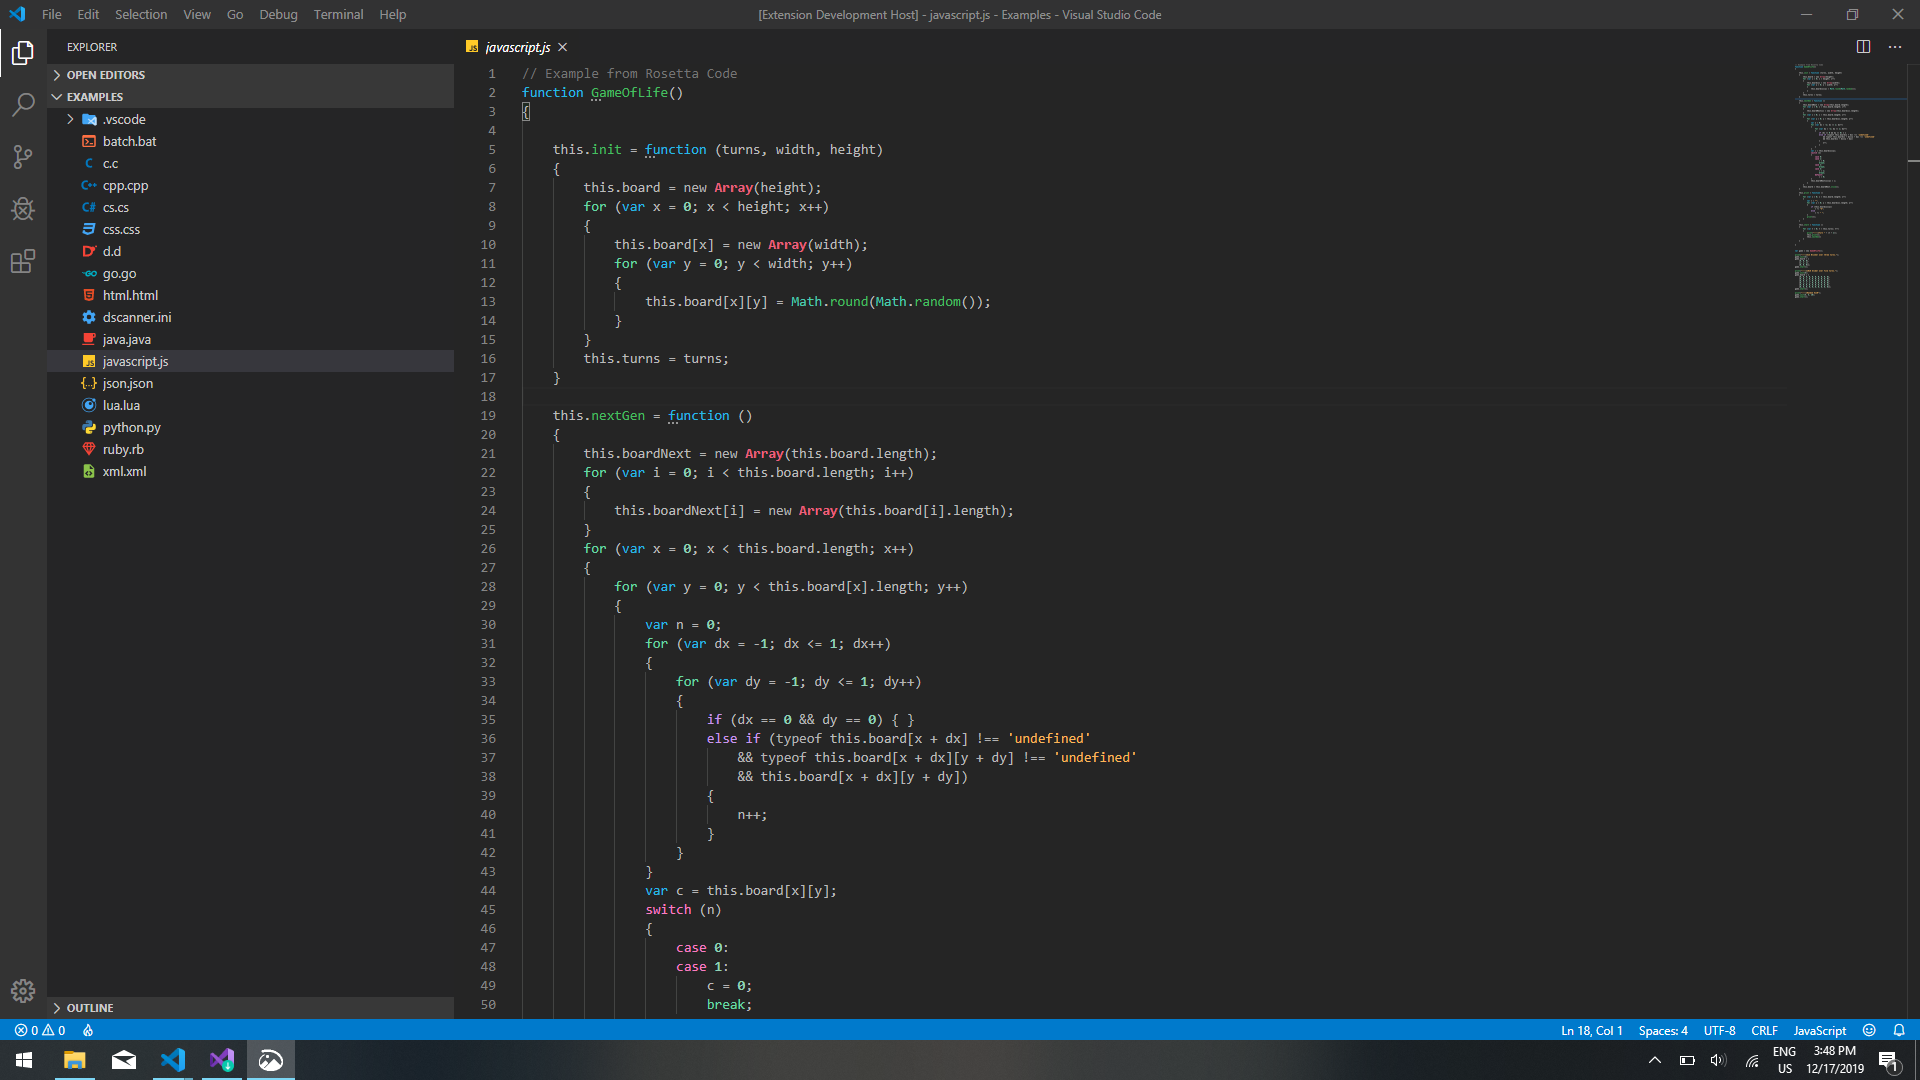 File Edit Selection View Go Debug Terminal Help
[Extension Development Host] - javascript.js - Examples - Visual Studio Code
EXPLORER
OPEN EDITORS
EXAMPLES
.vscode
batch.bat
c.c
cpp.cpp
cs.cs
css.css
d.d
go.go
html.html
dscanner.ini
java.java
javascript.js
json.json
lua.lua
python.py
ruby.rb
xml.xml
OUTLINE
javascript.js
1 // Example from Rosetta Code
2 function GameOfLife()
3 {
4
5 this.init = function (turns, width, height)
6 {
7 this.board = new Array(height);
8 for (var x = 0; x < height; x++)
9 {
10 this.board[x] = new Array(width);
11 for (var y = 0; y < width; y++)
12 {
13 this.board[x][y] = Math.round(Math.random());
14 }
15 }
16 this.turns = turns;
17 }
18
19 this.nextGen = function ()
20 {
21 this.boardNext = new Array(this.board.length);
22 for (var i = 0; i < this.board.length; i++)
23 {
24 this.boardNext[i] = new Array(this.board[i].length);
25 }
26 for (var x = 0; x < this.board.length; x++)
27 {
28 for (var y = 0; y < this.board[x].length; y++)
29 {
30 var n = 0;
31 for (var dx = -1; dx <= 1; dx++)
32 {
33 for (var dy = -1; dy <= 1; dy++)
34 {
35 if (dx == 0 && dy == 0) { }
36 else if (typeof this.board[x + dx] !== 'undefined'
37 && typeof this.board[x + dx][y + dy] !== 'undefined'
38 && this.board[x + dx][y + dy])
39 {
40 n++;
41 }
42 }
43 }
44 var c = this.board[x][y];
45 switch (n)
46 {
47 case 0:
48 case 1:
49 c = 0;
50 break;
0 0
Ln 18, Col 1 Spaces: 4 UTF-8 CRLF JavaScript
ENG
US
3:48 PM
12/17/2019
1